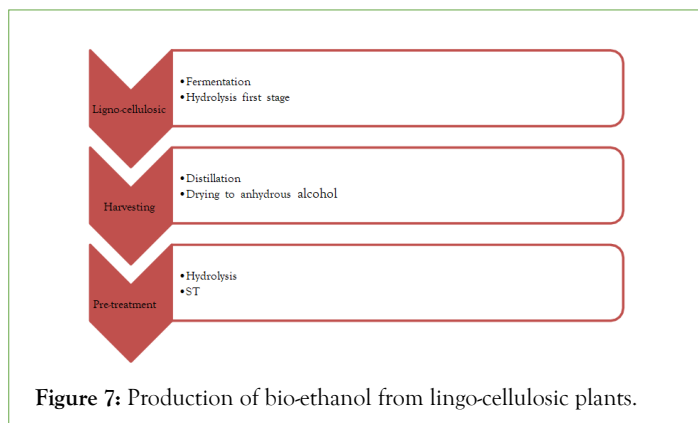 Ligno-cellulosic
•Fermentation
•Hydrolysis first stage
Harvesting
•Distillation
•Drying to anhydrous alcohol
Pre-treatment
•Hydrolysis
•ST
Figure 7: Production of bio-ethanol from lingo-cellulosic plants.